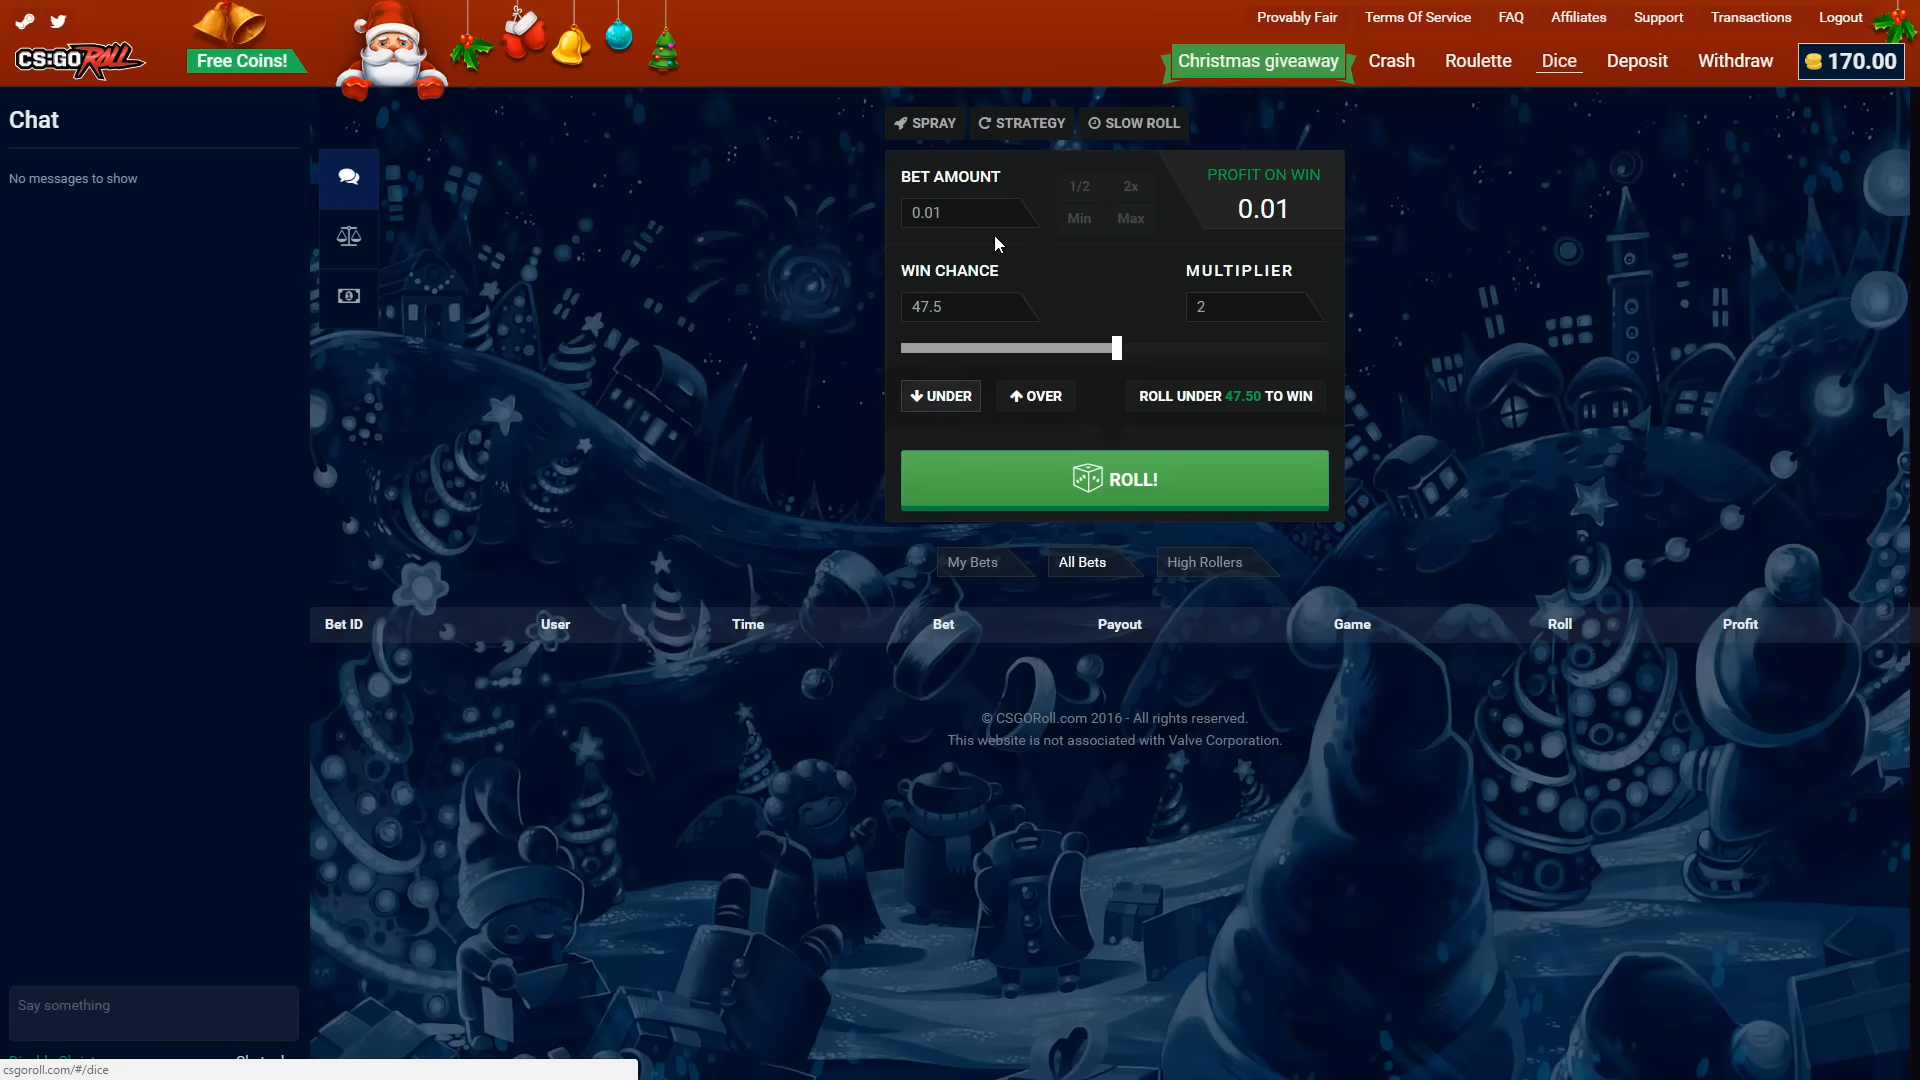 Provably Fair
Terms Of Service
FAQ
Affiliates
Support
Transactions
Logout
CS:GO ROLL
Free Coins!
Christmas giveaway
Crash
Roulette
Dice
Deposit
Withdraw
170.00
Chat
No messages to show
SPRAY
STRATEGY
SLOW ROLL
BET AMOUNT
1/2
2x
PROFIT ON WIN
0.01
Min
Max
0.01
WIN CHANCE
MULTIPLIER
47.5
2
UNDER
OVER
ROLL UNDER 47.50 TO WIN
ROLL!
My Bets
All Bets
High Rollers
Bet ID
User
Time
Bet
Payout
Game
Roll
Profit
© CSGORoll.com 2016 - All rights reserved.
This website is not associated with Valve Corporation.
Say something
csgoroll.com/#/dice